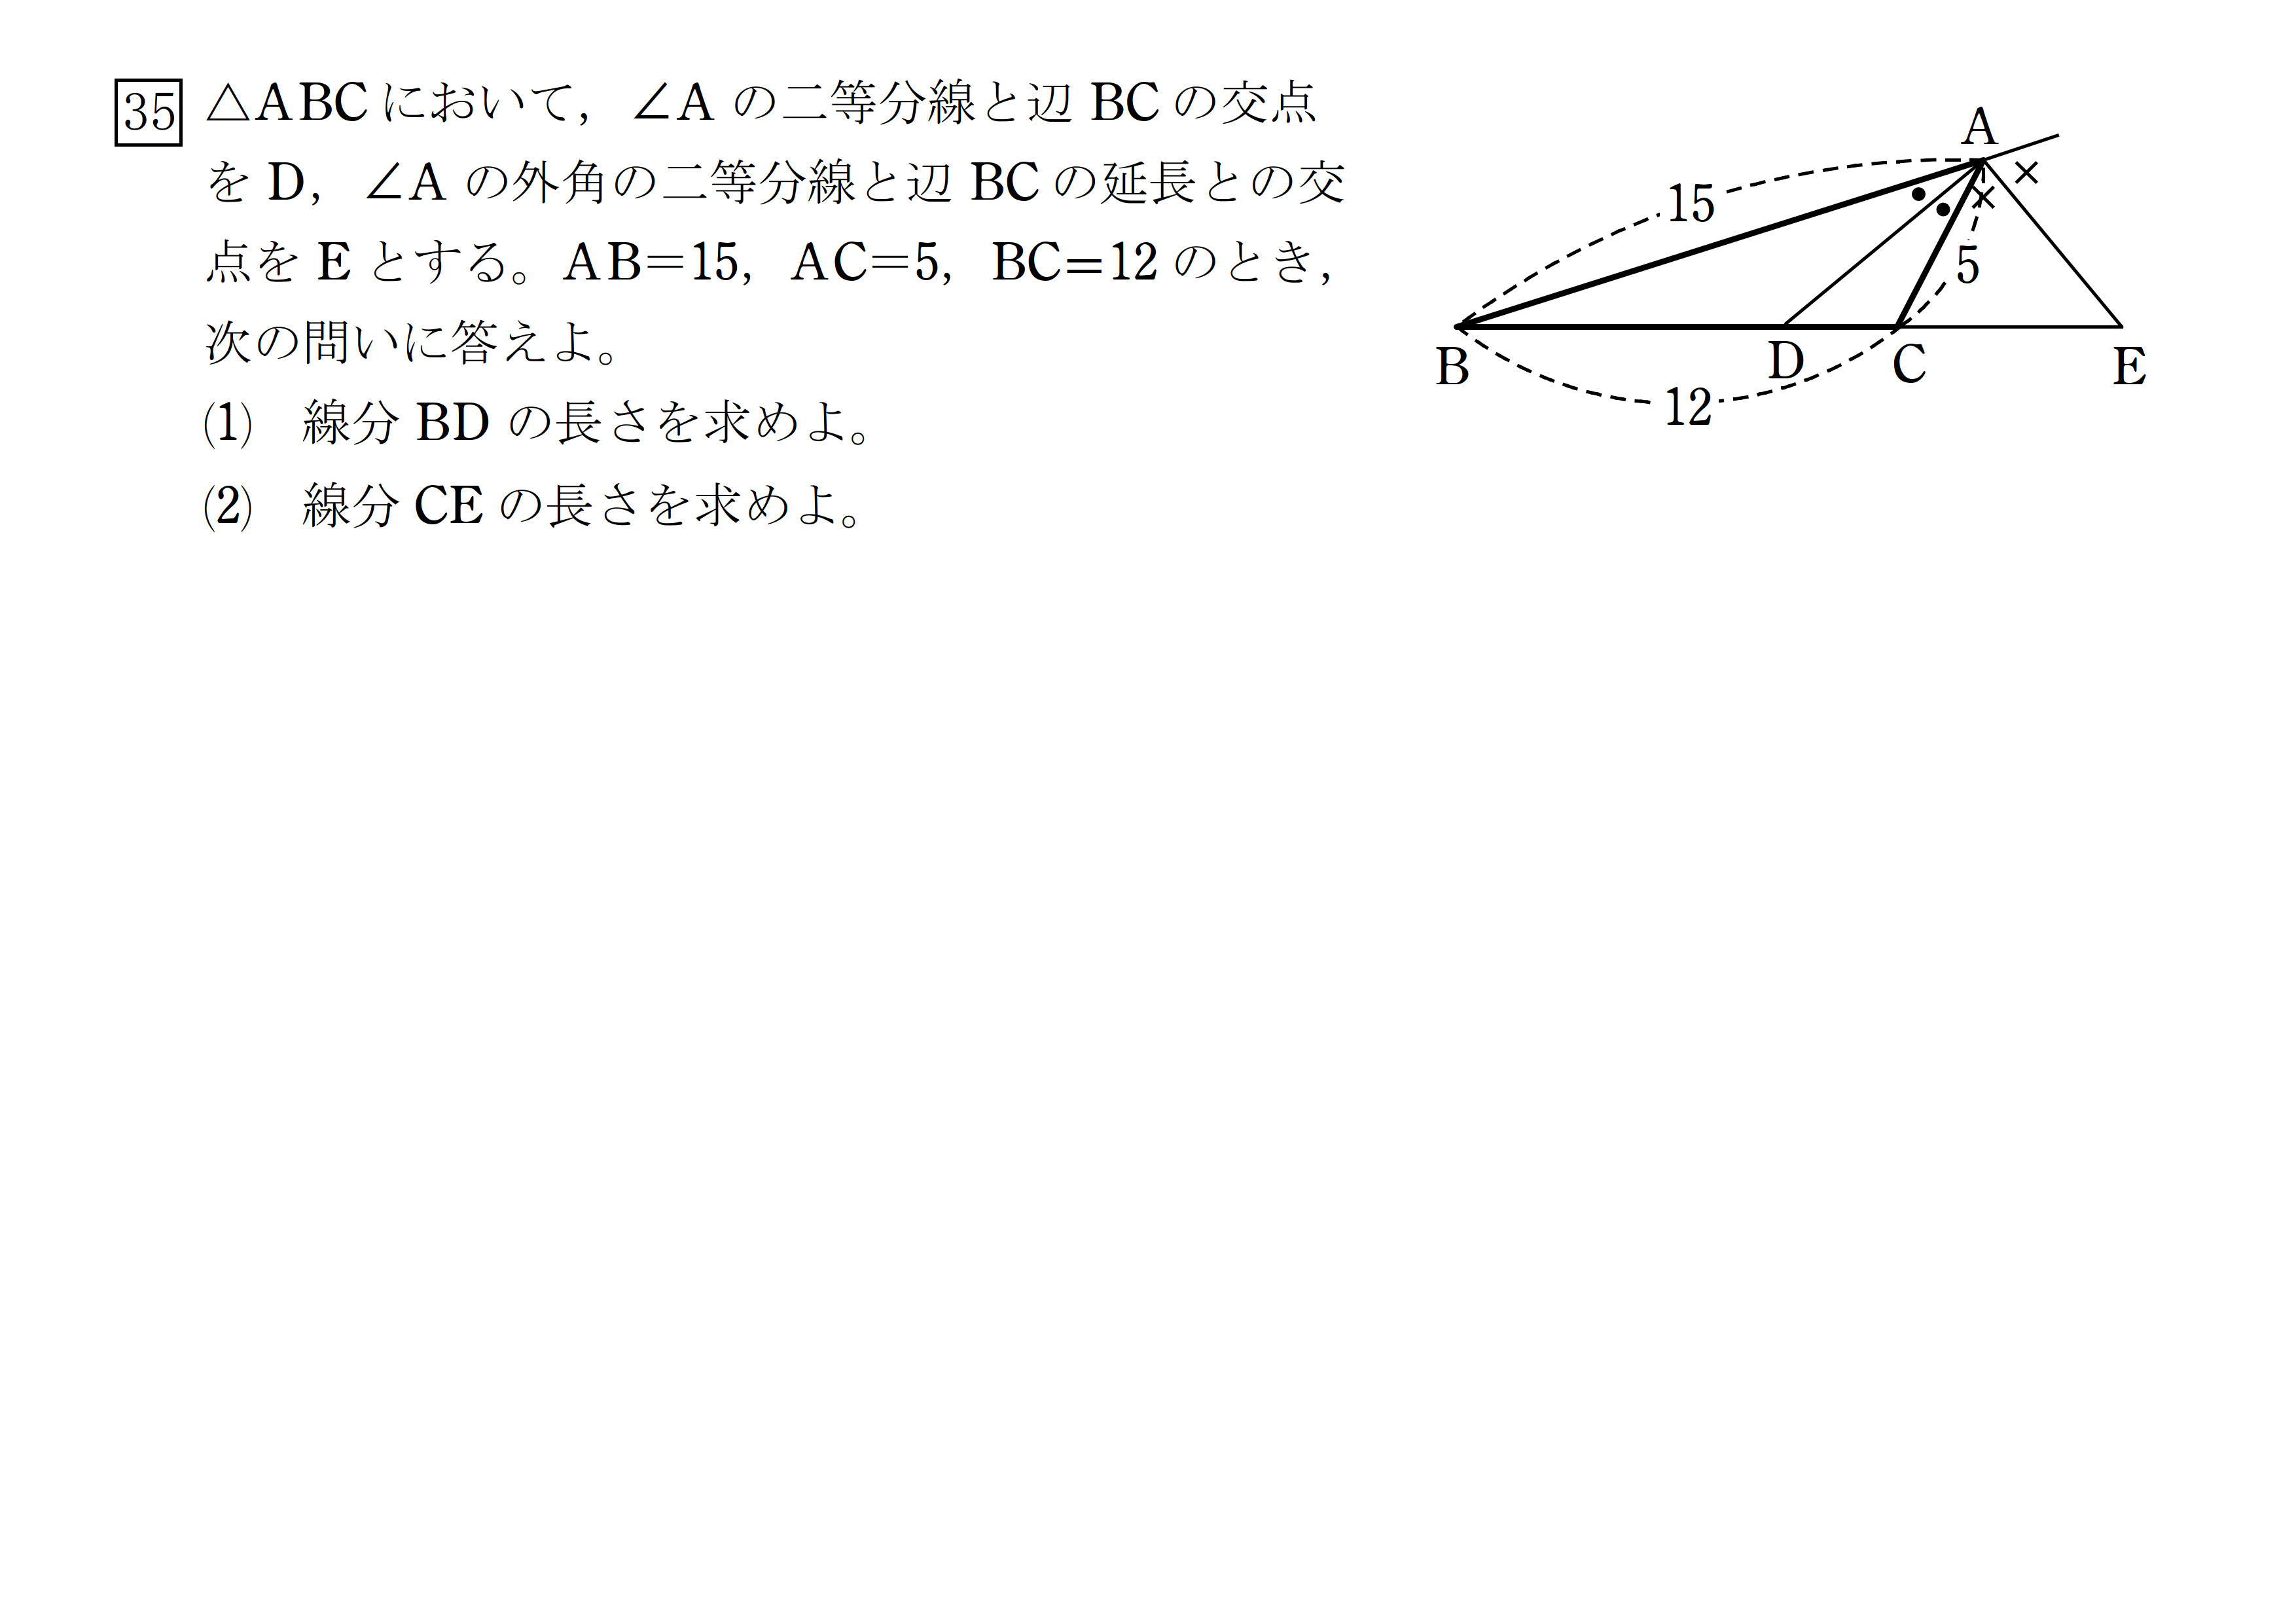 35 △ABC において，∠A の二等分線と辺 BC の交点
を D，∠A の外角の二等分線と辺 BC の延長との交
点を E とする。AB=15，AC=5，BC=12 のとき，
次の問いに答えよ。
(1) 線分 BD の長さを求めよ。
(2) 線分 CE の長さを求めよ。
A
15
5
B
D
C
E
12